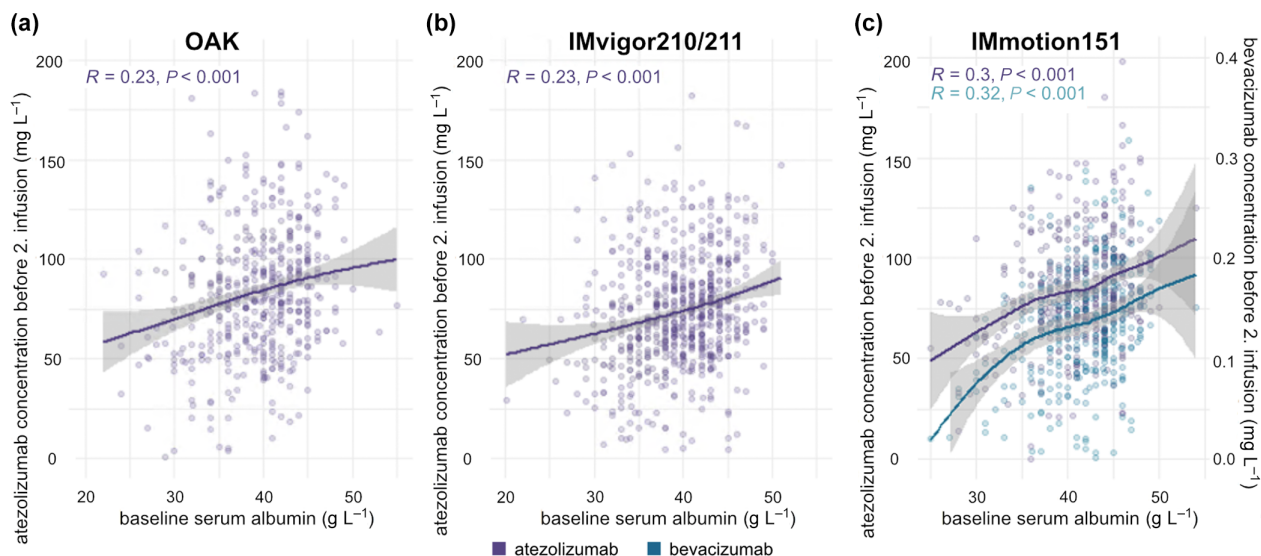 (a)
OAK
R = 0.23, P < 0.001
atezolizumab concentration before 2. infusion (mg L⁻¹)
200
150
100
50
0
20 30 40 50
baseline serum albumin (g L⁻¹)
(b)
IMvigor210/211
R = 0.23, P < 0.001
atezolizumab concentration before 2. infusion (mg L⁻¹)
200
150
100
50
0
20 30 40 50
baseline serum albumin (g L⁻¹)
(c)
IMmotion151
R = 0.3, P < 0.001
R = 0.32, P < 0.001
atezolizumab concentration before 2. infusion (mg L⁻¹)
200
150
100
50
0
30 40 50
baseline serum albumin (g L⁻¹)
0.4
0.3
0.2
0.1
0.0
bevacizumab concentration before 2. infusion (mg L⁻¹)
atezolizumab bevacizumab